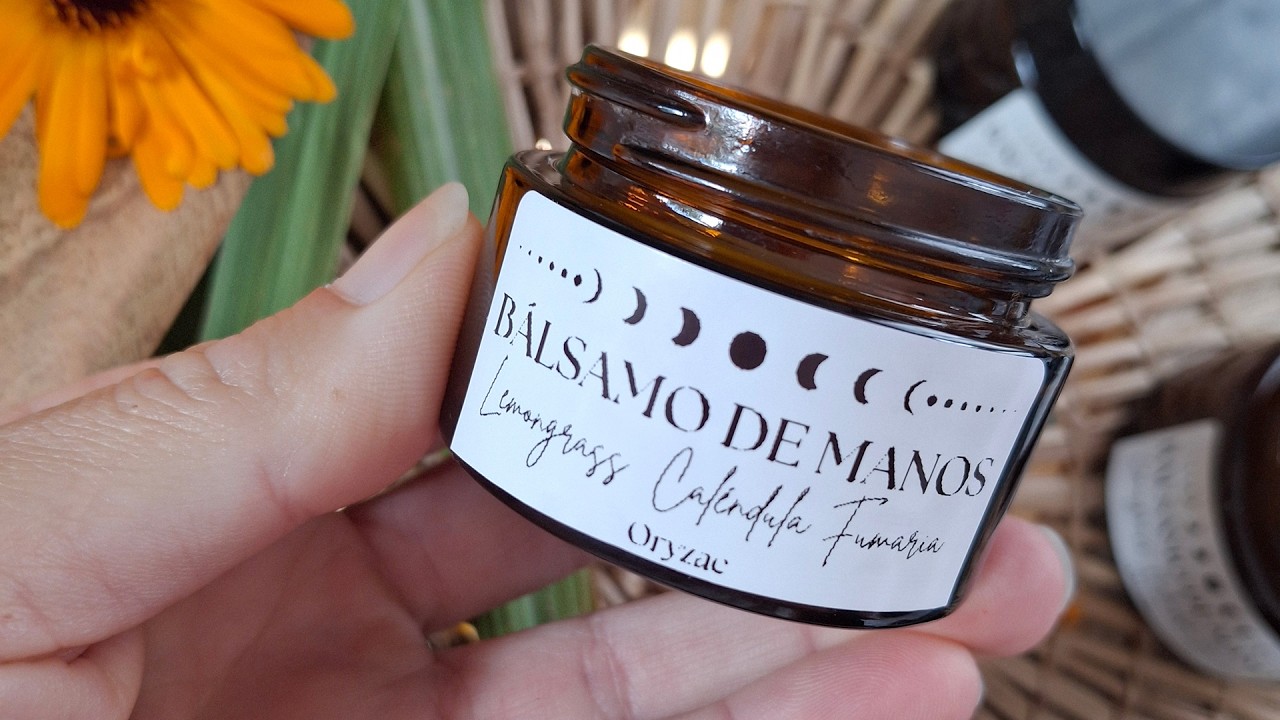 BÁLSAMO DE MANOS
Lemongrass Caléndula Fumaria
Oryzae